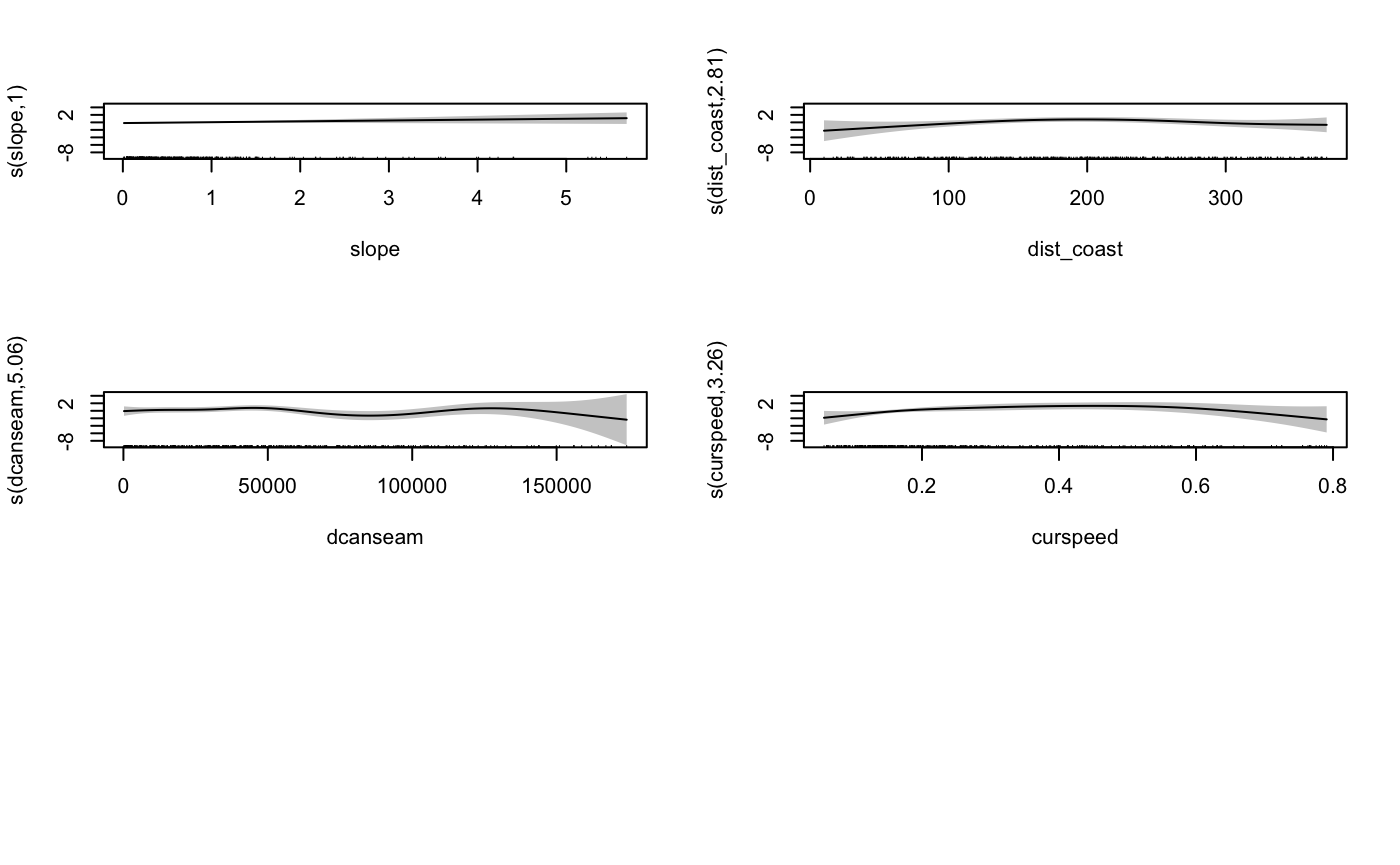 s(slope,1)
2
-8
0 1 2 3 4 5
slope
s(dist_coast,2.81)
2
-8
0 100 200 300
dist_coast
s(dcanseam,5.06)
2
-8
0 50000 100000 150000
dcanseam
s(curspeed,3.26)
2
-8
0.2 0.4 0.6 0.8
curspeed